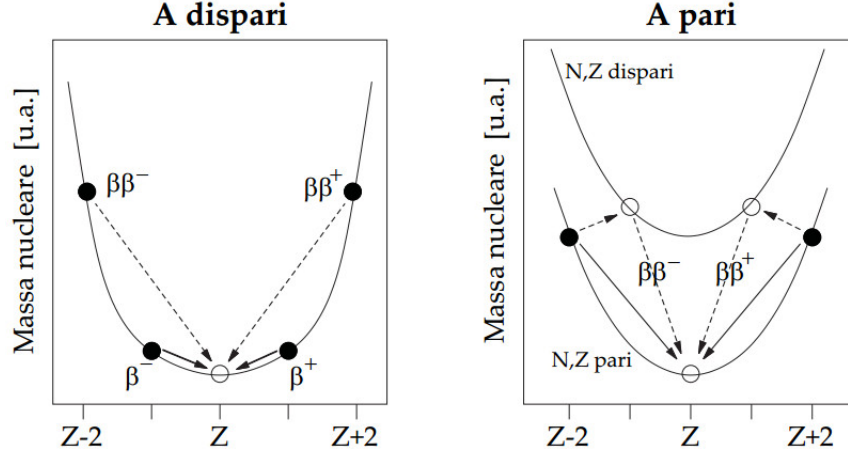 A dispari
Massa nucleare [u.a.]
ββ⁻
ββ⁺
β⁻
β⁺
Z-2
Z
Z+2
A pari
Massa nucleare [u.a.]
N,Z dispari
ββ⁻
ββ⁺
N,Z pari
Z-2
Z
Z+2